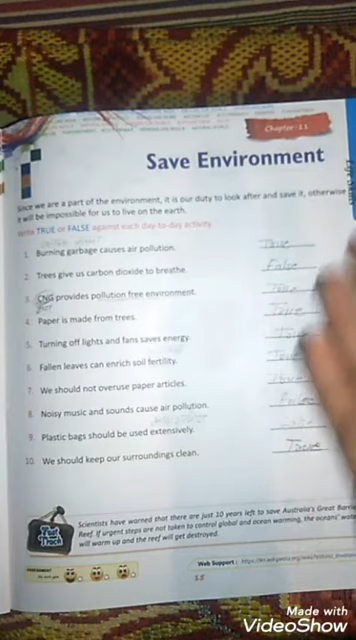 Chapter-11
Save Environment
Since we are a part of the environment, it is our duty to look after and save it, otherwise
it will be impossible for us to live on the earth.
Write TRUE or FALSE against each day to day activity
1. Burning garbage causes air pollution. True
2. Trees give us carbon dioxide to breathe. False
3. CNG provides pollution free environment. True
4. Paper is made from trees. True
5. Turning off lights and fans saves energy.
6. Fallen leaves can enrich soil fertility. True
7. We should not overuse paper articles. True
8. Noisy music and sounds cause air pollution.
9. Plastic bags should be used extensively.
10. We should keep our surroundings clean. True
Fast Track
Scientists have warned that there are just 10 years left to save Australia's Great Barrie
Reef. If urgent steps are not taken to control global and ocean warming, the oceans' wate
will warm up and the reef will get destroyed.
Web Support :
55
Made with
VideoShow